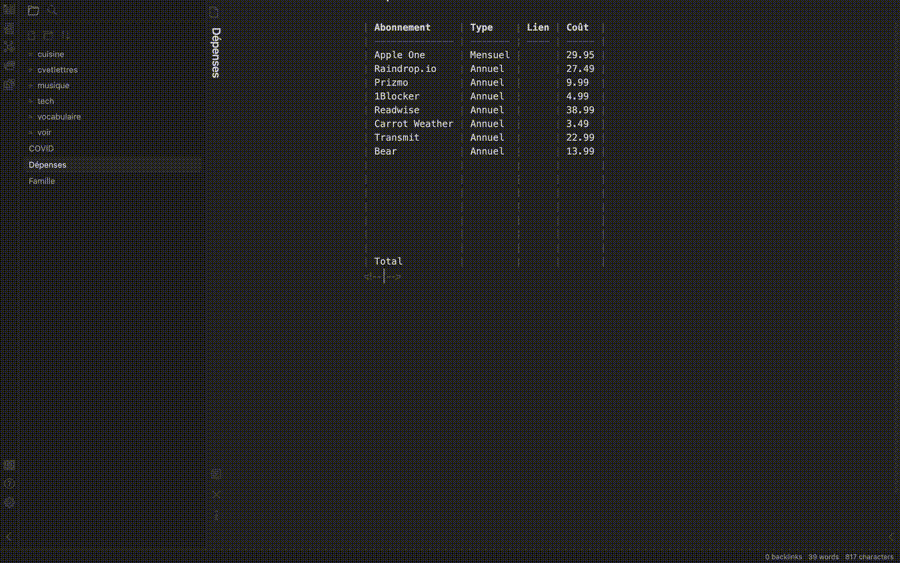 cuisine
cvetlettres
musique
tech
vocabulaire
voir
COVID
Dépenses
Famille
Dépenses
| Abonnement | Type | Lien | Coût |
| -------------- | ------- | ---- | ----- |
| Apple One | Mensuel | | 29.95 |
| Raindrop.io | Annuel | | 27.49 |
| Prizmo | Annuel | | 9.99 |
| 1Blocker | Annuel | | 4.99 |
| Readwise | Annuel | | 38.99 |
| Carrot Weather | Annuel | | 3.49 |
| Transmit | Annuel | | 22.99 |
| Bear | Annuel | | 13.99 |
| Total | | | |
<!-- -->
0 backlinks 39 words 817 characters